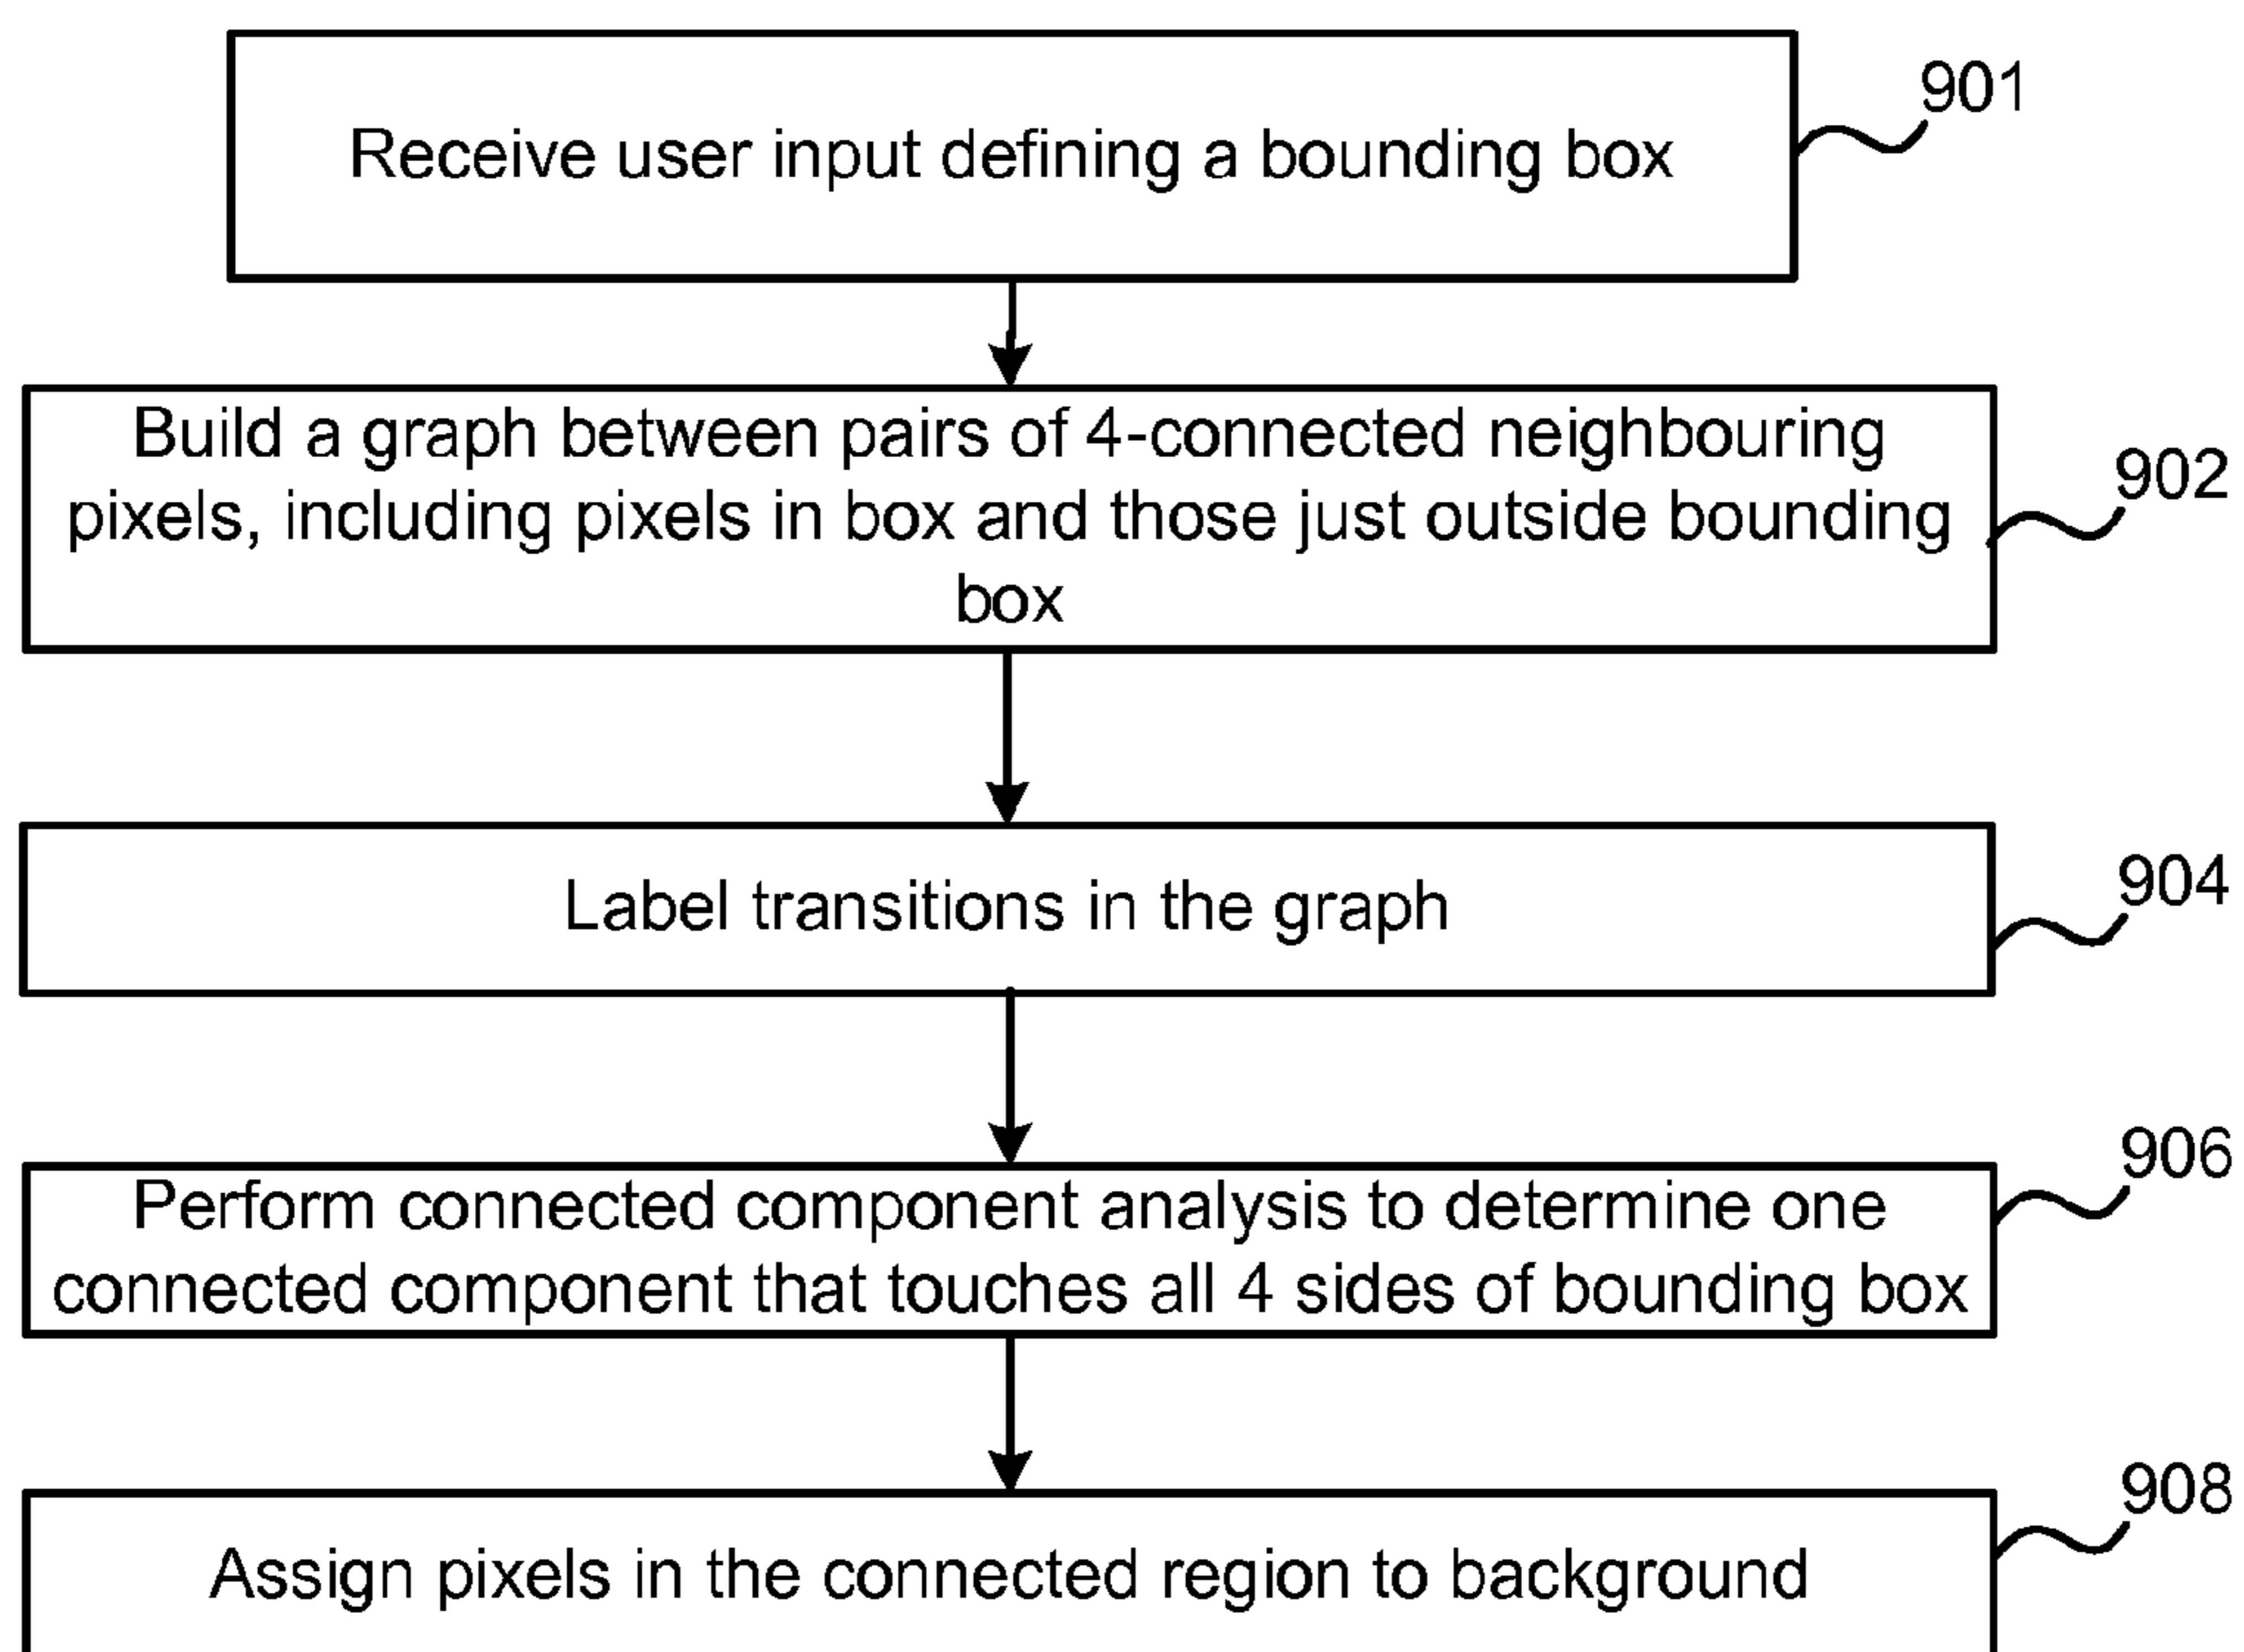 901
Receive user input defining a bounding box
Build a graph between pairs of 4-connected neighbouring
902
pixels, including pixels in box and those just outside bounding
box
904
Label transitions in the graph
906
Perform connected component analysis to determine one
connected component that touches all 4 sides of bounding box
908
Assign pixels in the connected region to background